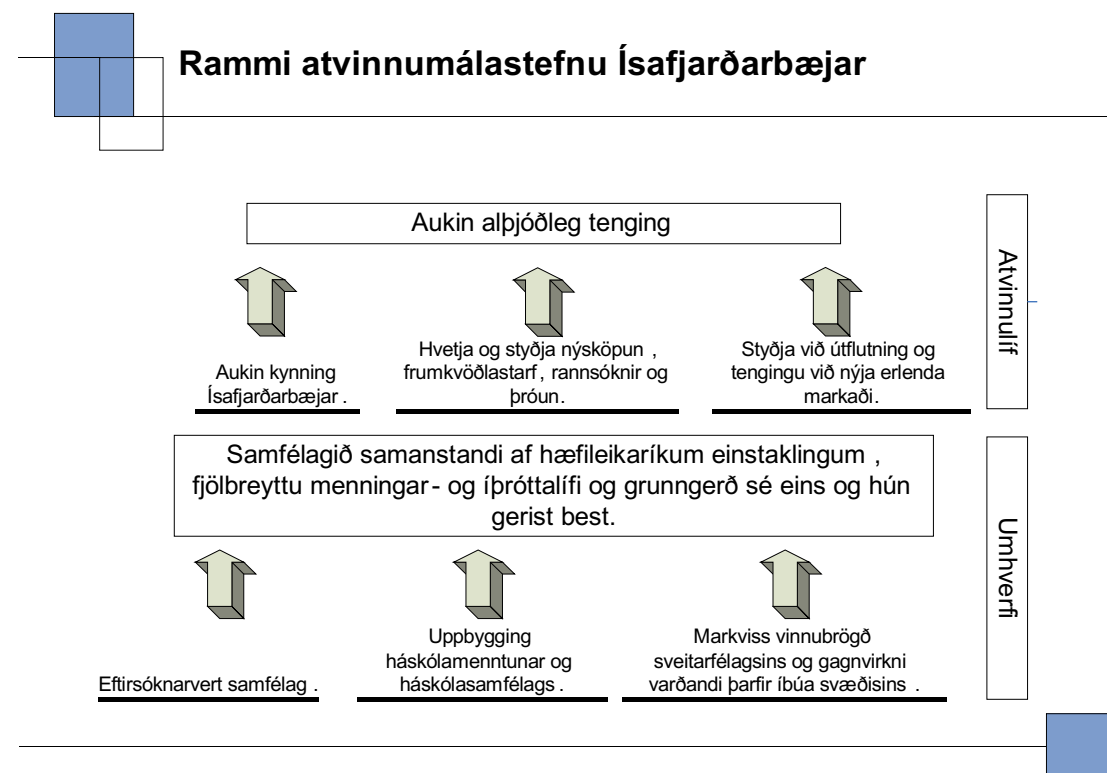 Rammi atvinnumálastefnu Ísafjarðarbæjar
Aukin alþjóðleg tenging
Atvinnulíf
Aukin kynning
Ísafjarðarbæjar .
Hvetja og styðja nýsköpun ,
frumkvöðlastarf , rannsóknir og
þróun.
Styðja við útflutning og
tengingu við nýja erlenda
markaði.
Samfélagið samanstandi af hæfileikaríkum einstaklingum ,
fjölbreyttu menningar - og íþróttalífi og grunngerð sé eins og hún
gerist best.
Umhverfi
Eftirsóknarvert samfélag .
Uppbygging
háskólamenntunar og
háskólasamfélags .
Markviss vinnubrögð
sveitarfélagsins og gagnvirkni
varðandi þarfir íbúa svæðisins .